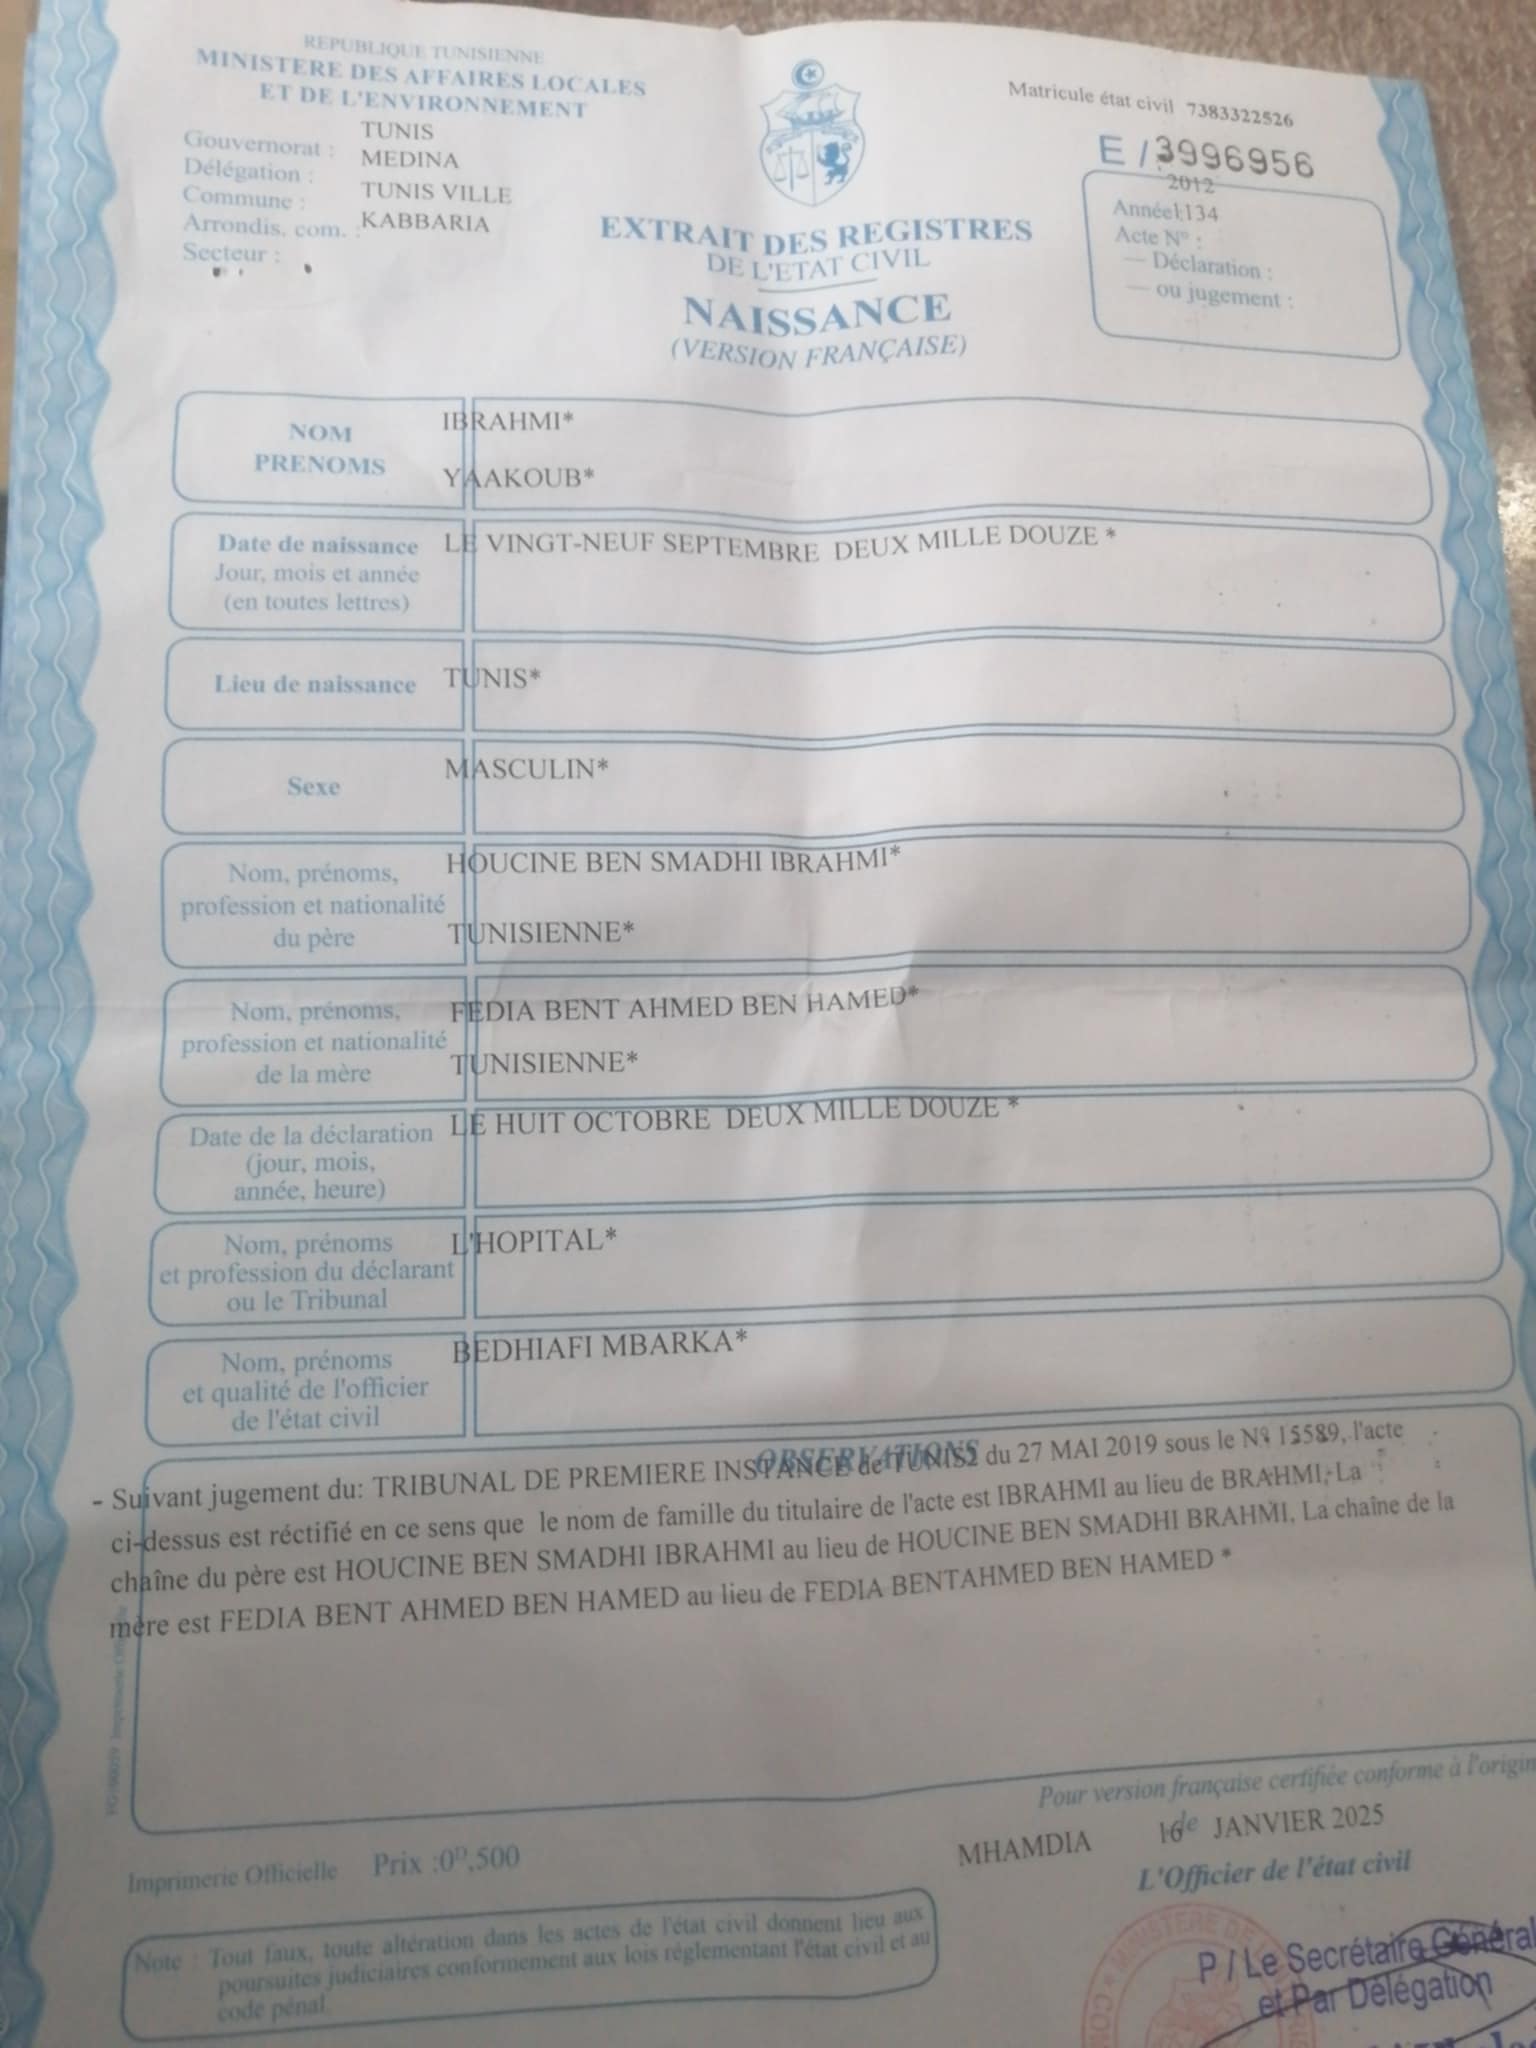 REPUBLIQUE TUNISIENNE
MINISTERE DES AFFAIRES LOCALES
ET DE L'ENVIRONNEMENT
Gouvernorat : TUNIS
Délégation : MEDINA
Commune : TUNIS VILLE
Arrondis. com. : KABBARIA
Secteur :
Matricule état civil 7383322526
E / 3996956
2012
Année 1134
Acte N° :
— Déclaration :
— ou jugement :
EXTRAIT DES REGISTRES
DE L'ETAT CIVIL
NAISSANCE
(VERSION FRANÇAISE)
NOM IBRAHMI*
PRENOMS YAAKOUB*
Date de naissance LE VINGT-NEUF SEPTEMBRE DEUX MILLE DOUZE *
Jour, mois et année
(en toutes lettres)
Lieu de naissance TUNIS*
Sexe MASCULIN*
Nom, prénoms, HOUCINE BEN SMADHI IBRAHMI*
profession et nationalité
du père TUNISIENNE*
Nom, prénoms, FEDIA BENT AHMED BEN HAMED*
profession et nationalité
de la mère TUNISIENNE*
Date de la déclaration LE HUIT OCTOBRE DEUX MILLE DOUZE *
(jour, mois,
année, heure)
Nom, prénoms L'HOPITAL*
et profession du déclarant
ou le Tribunal
Nom, prénoms BEDHIAFI MBARKA*
et qualité de l'officier
de l'état civil
OBSERVATIONS
- Suivant jugement du: TRIBUNAL DE PREMIERE INSTANCE de TUNIS2 du 27 MAI 2019 sous le N° 15589, l'acte
ci-dessus est réctifié en ce sens que le nom de famille du titulaire de l'acte est IBRAHMI au lieu de BRAHMI, La
chaîne du père est HOUCINE BEN SMADHI IBRAHMI au lieu de HOUCINE BEN SMADHI BRAHMI, La chaîne de la
mère est FEDIA BENT AHMED BEN HAMED au lieu de FEDIA BENTAHMED BEN HAMED *
Pour version française certifiée conforme à l'origin
MHAMDIA 16 de JANVIER 2025
L'Officier de l'état civil
Imprimerie Officielle Prix :0D,500
Note : Tout faux, toute altération dans les actes de l'état civil donnent lieu aux
poursuites judiciaires conformement aux lois réglementant l'état civil et au
code pénal.
P / Le Secrétaire Général
et Par Délégation
MINISTERE DE